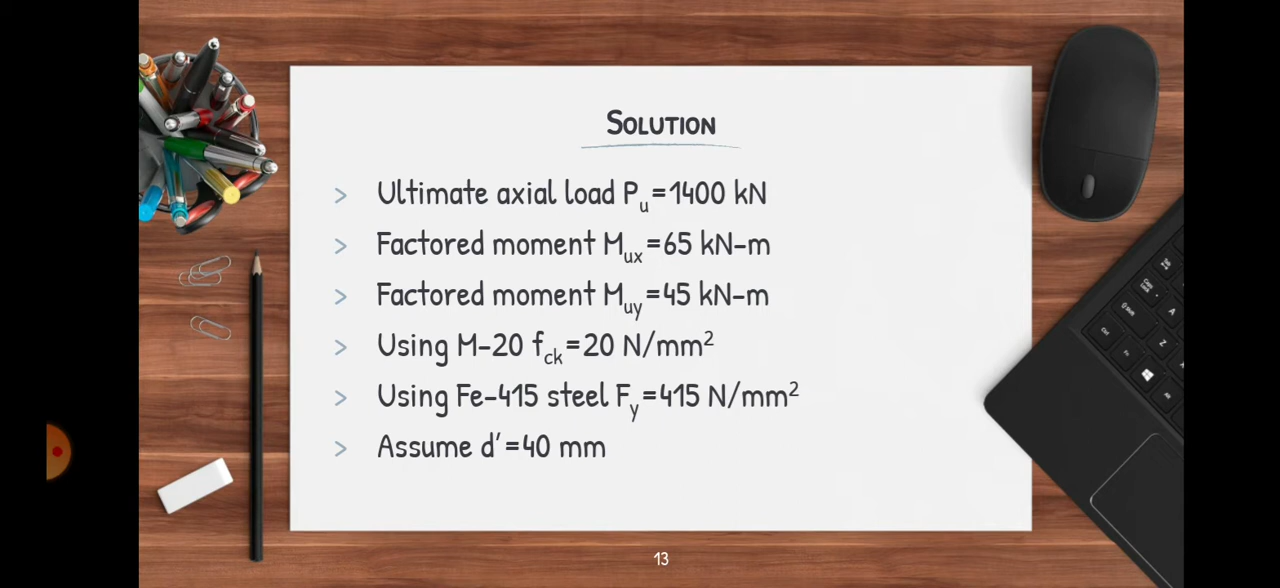 Solution
> Ultimate axial load Pᵤ=1400 kN
> Factored moment Mᵤₓ=65 kN-m
> Factored moment Muy=45 kN-m
> Using M-20 fck=20 N/mm²
> Using Fe-415 steel Fy=415 N/mm²
> Assume d'=40 mm
13